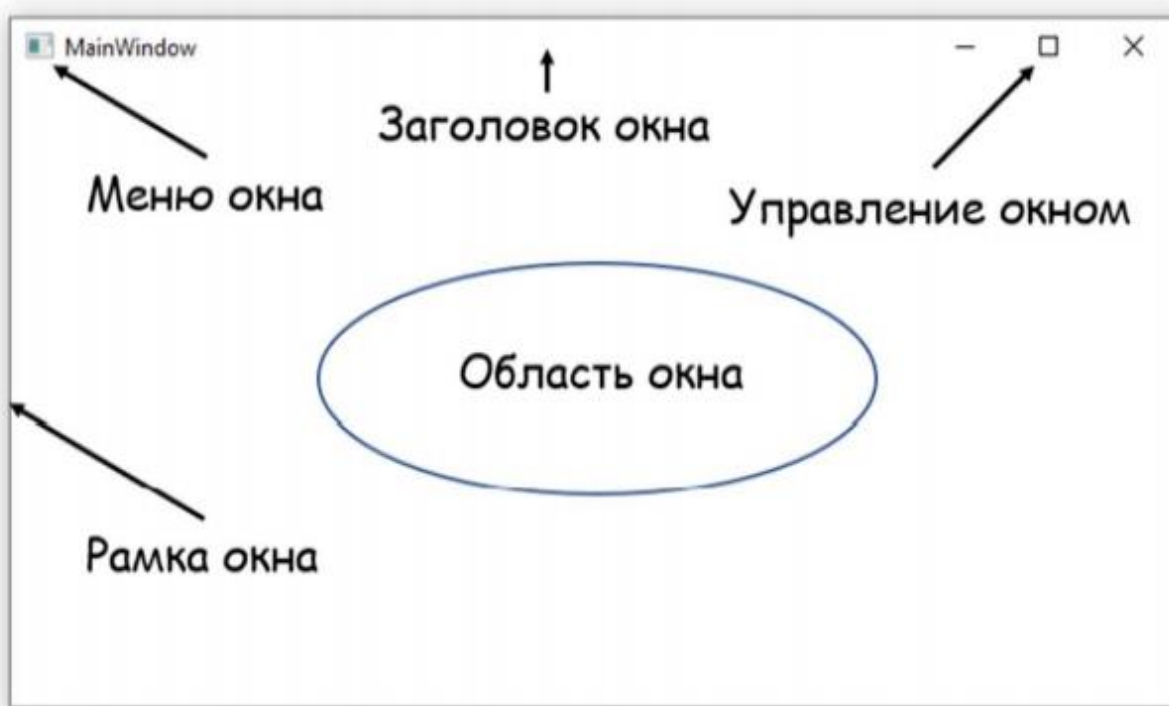 MainWindow
Заголовок окна
Меню окна
Управление окном
Область окна
Рамка окна